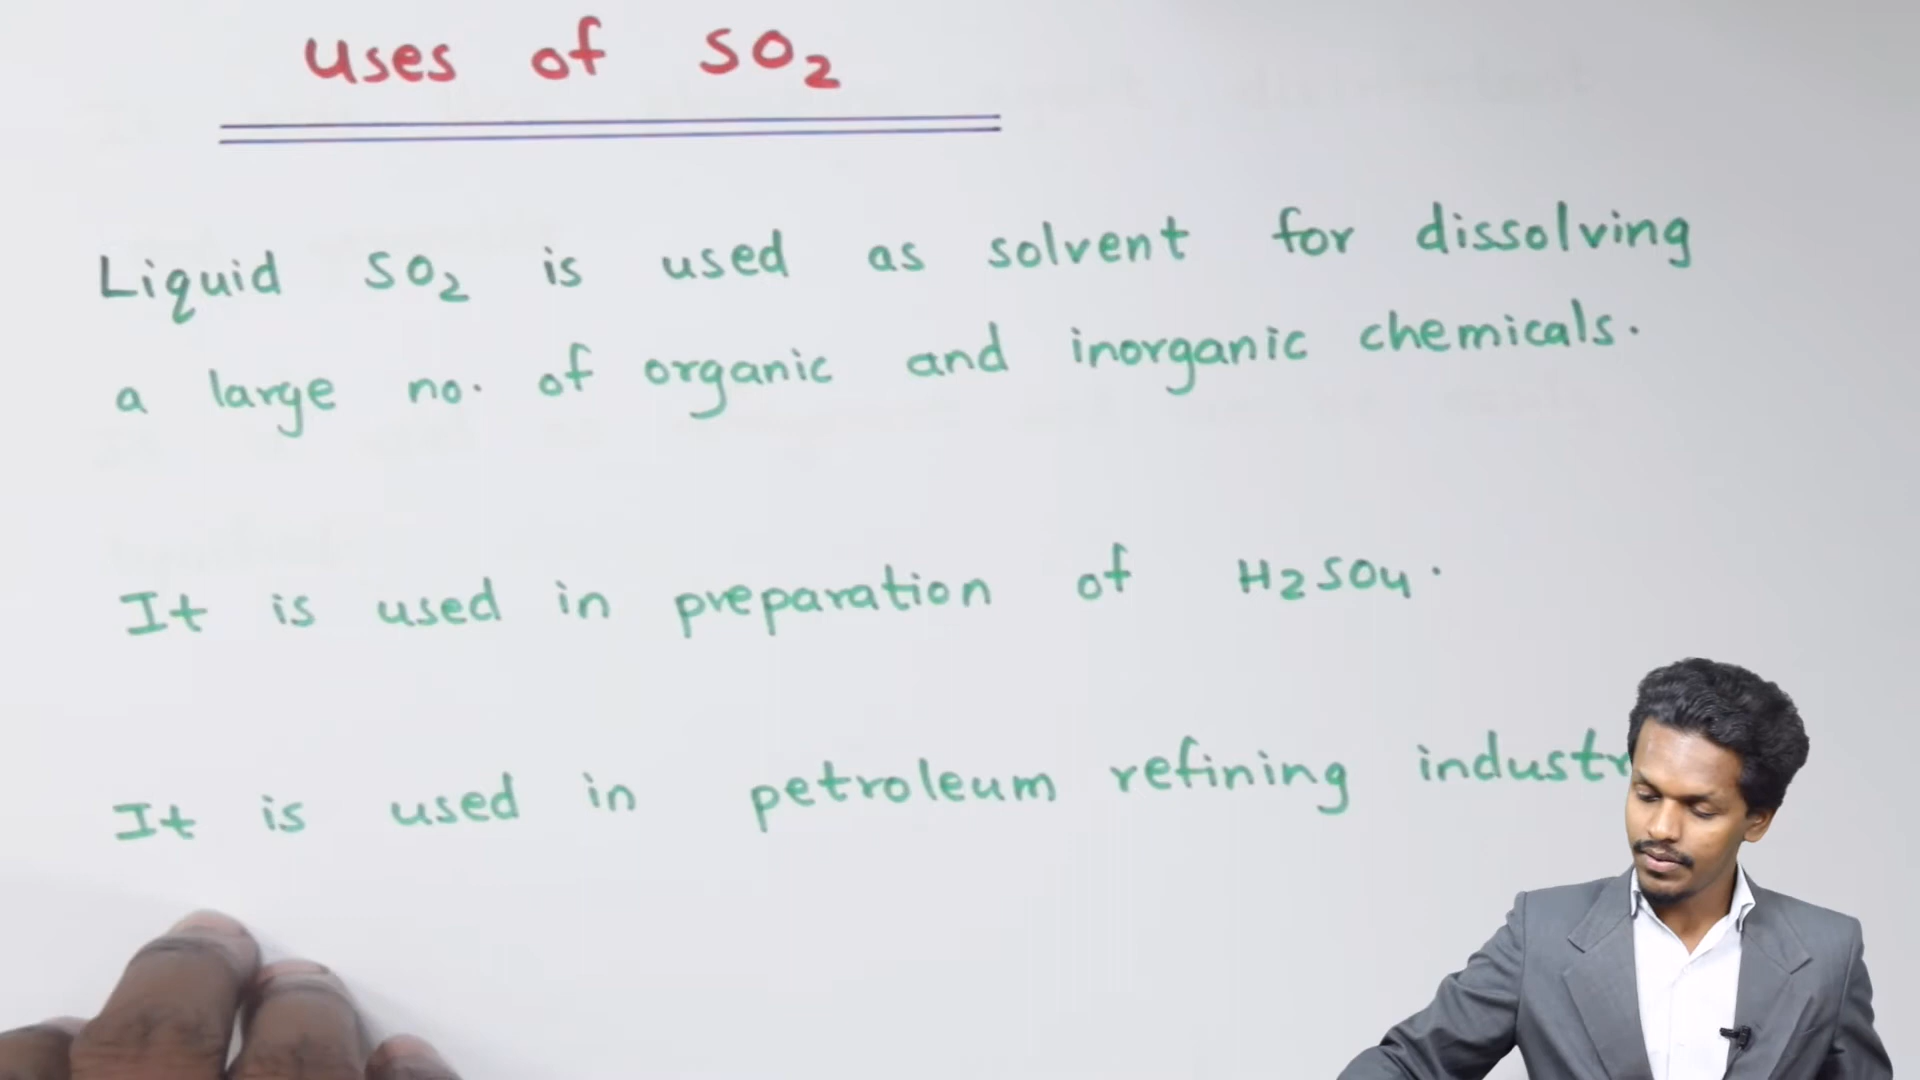 Uses of SO₂
Liquid SO₂ is used as solvent for dissolving
a large no. of organic and inorganic chemicals.
It is used in preparation of H₂SO₄.
It is used in petroleum refining